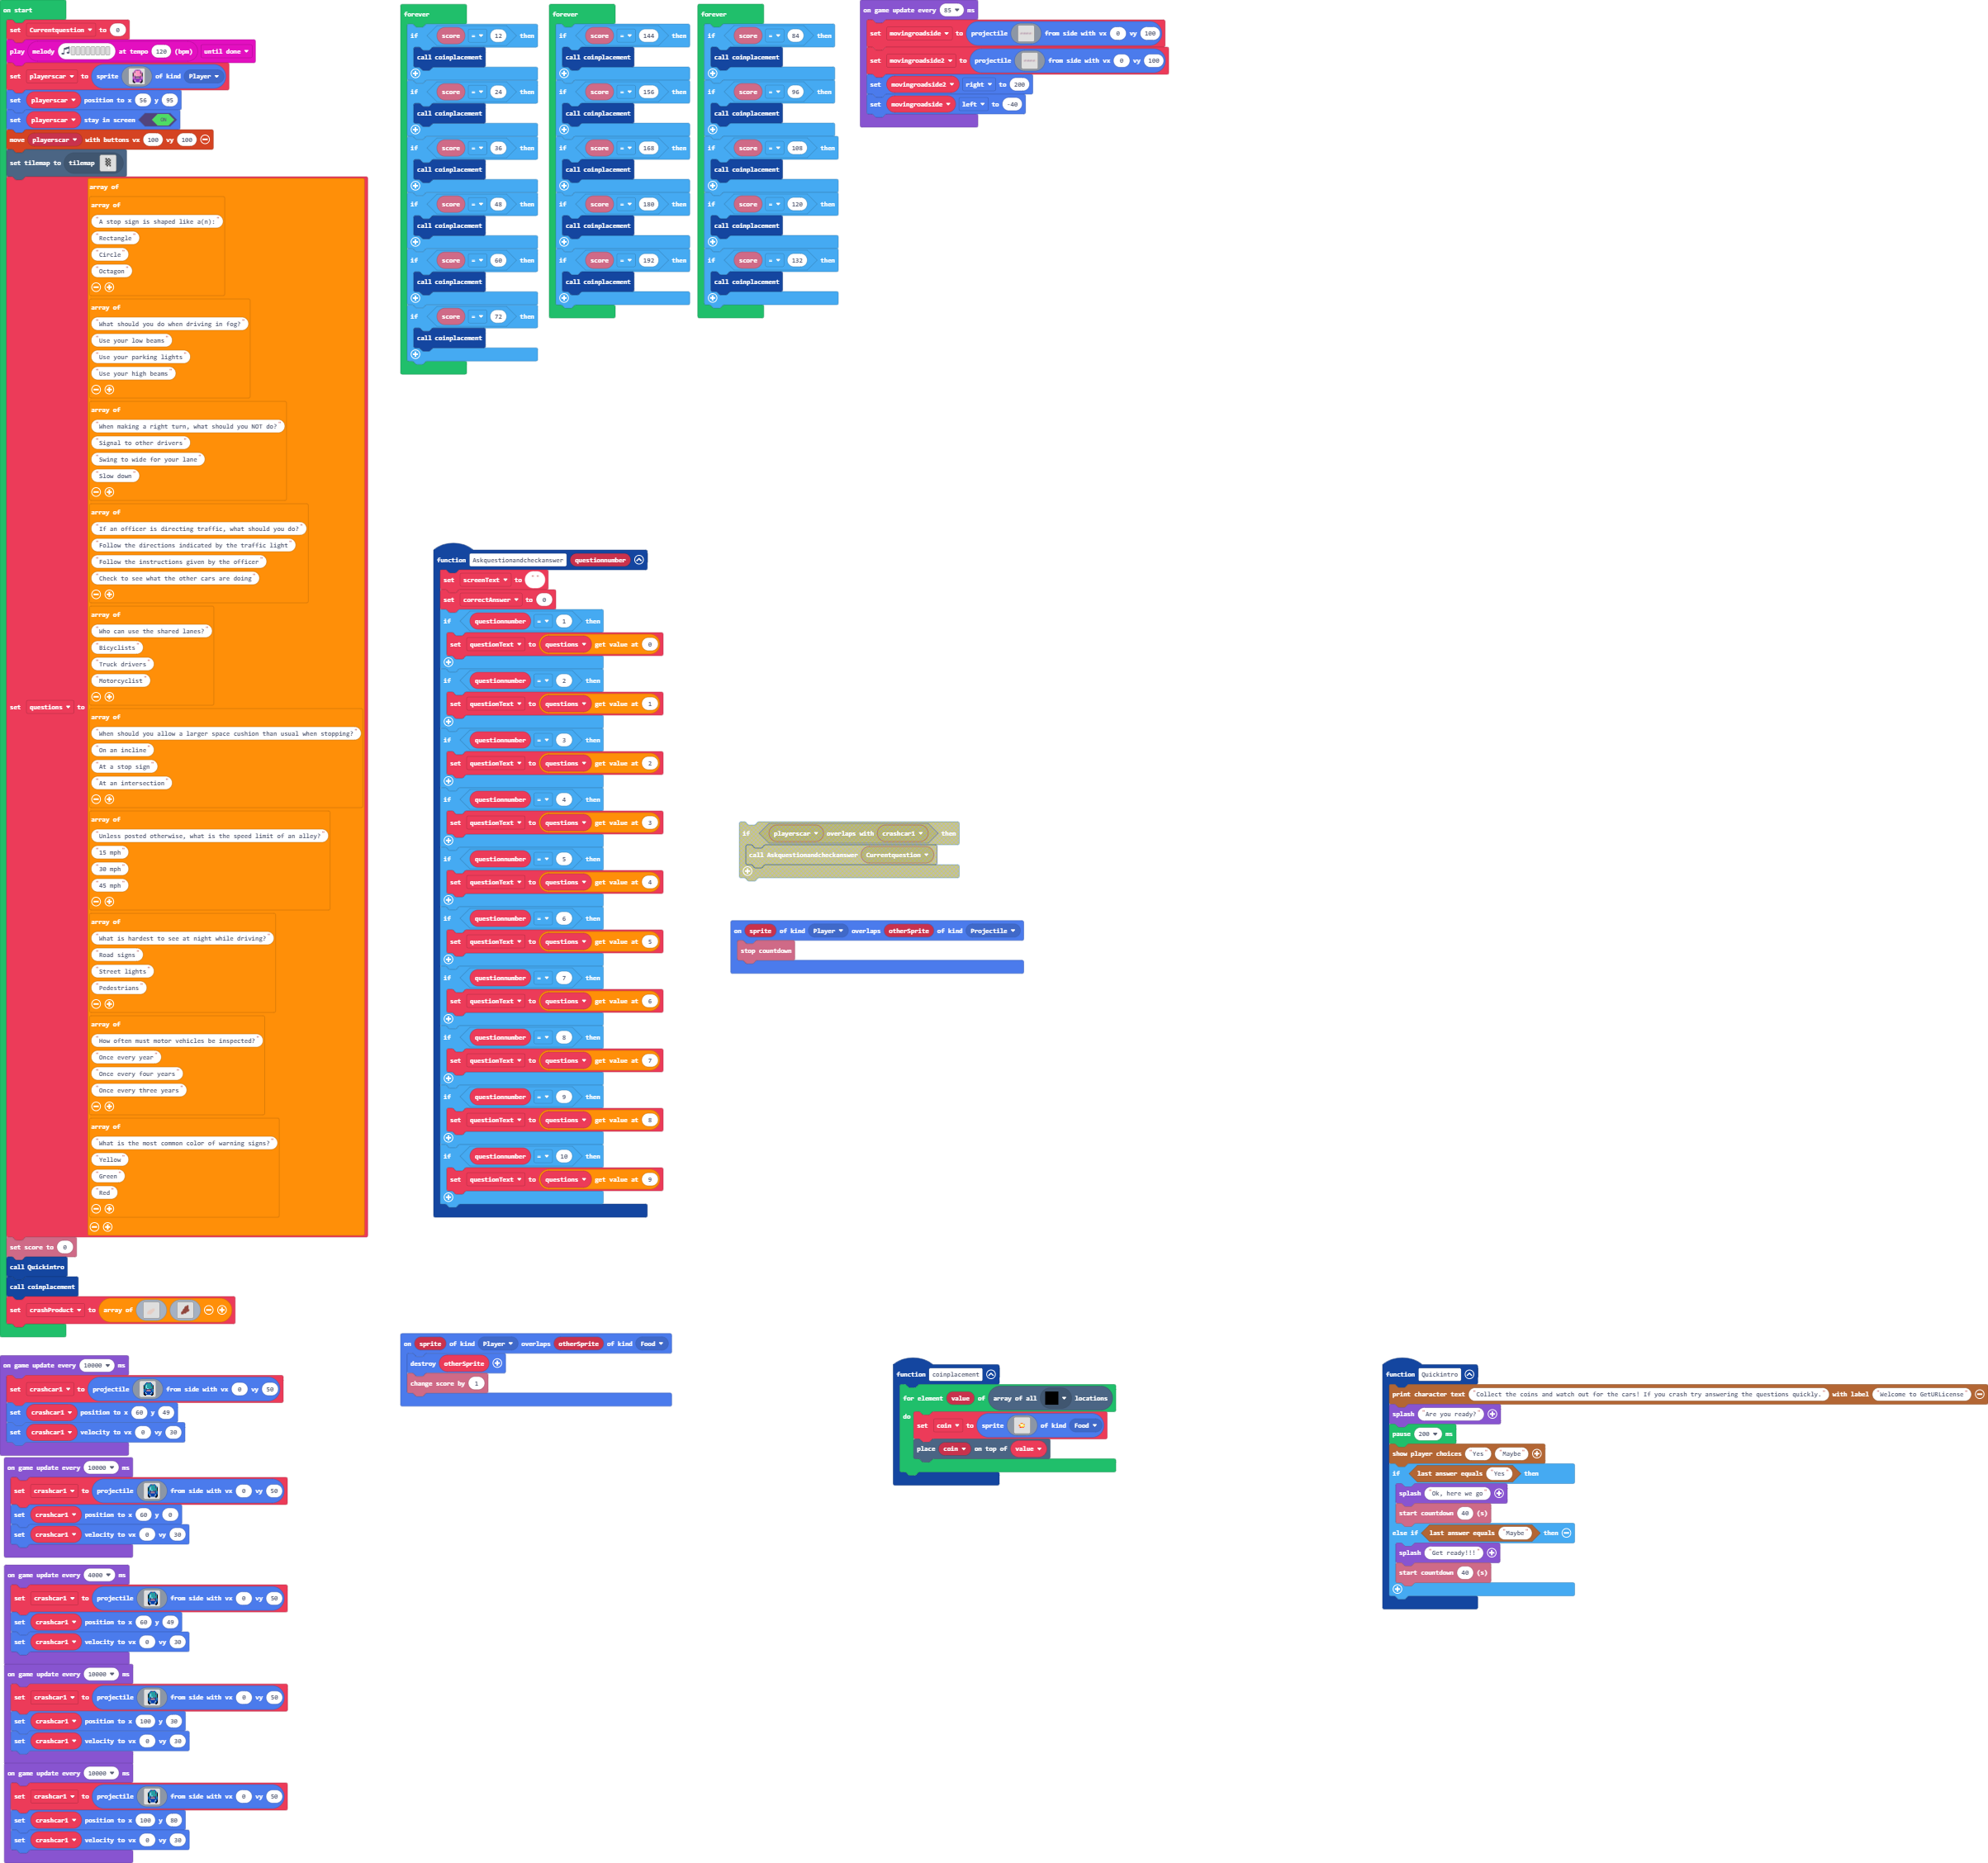 on start
set Currentquestion to 0
play melody at tempo 120 (bpm) until done
set playerscar to sprite of kind Player
set playerscar position to x 56 y 95
set playerscar stay in screen ON
move playerscar with buttons vx 100 vy 100
set tilemap to tilemap
set questions to
array of
array of
"A stop sign is shaped like a(n):"
"Rectangle"
"Circle"
"Octagon"
array of
"What should you do when driving in fog?"
"Use your low beams"
"Use your parking lights"
"Use your high beams"
array of
"When making a right turn, what should you NOT do?"
"Signal to other drivers"
"Swing to wide for your lane"
"Slow down"
array of
"If an officer is directing traffic, what should you do?"
"Follow the directions indicated by the traffic light"
"Follow the instructions given by the officer"
"Check to see what the other cars are doing"
array of
"Who can use the shared lanes?"
"Bicyclists"
"Truck drivers"
"Motorcyclist"
array of
"When should you allow a larger space cushion than usual when stopping?"
"On an incline"
"At a stop sign"
"At an intersection"
array of
"Unless posted otherwise, what is the speed limit of an alley?"
"15 mph"
"30 mph"
"45 mph"
array of
"What is hardest to see at night while driving?"
"Road signs"
"Street lights"
"Pedestrians"
array of
"How often must motor vehicles be inspected?"
"Once every year"
"Once every four years"
"Once every three years"
array of
"What is the most common color of warning signs?"
"Yellow"
"Green"
"Red"
set score to 0
call Quickintro
call coinplacement
set crashProduct to array of
on game update every 10000 ms
set crashcar1 to projectile from side with vx 0 vy 50
set crashcar1 position to x 60 y 49
set crashcar1 velocity to vx 0 vy 30
on game update every 10000 ms
set crashcar1 to projectile from side with vx 0 vy 50
set crashcar1 position to x 60 y 0
set crashcar1 velocity to vx 0 vy 30
on game update every 4000 ms
set crashcar1 to projectile from side with vx 0 vy 50
set crashcar1 position to x 60 y 49
set crashcar1 velocity to vx 0 vy 30
on game update every 10000 ms
set crashcar1 to projectile from side with vx 0 vy 50
set crashcar1 position to x 100 y 30
set crashcar1 velocity to vx 0 vy 30
on game update every 10000 ms
set crashcar1 to projectile from side with vx 0 vy 50
set crashcar1 position to x 100 y 80
set crashcar1 velocity to vx 0 vy 30
forever
if score = 12 then
call coinplacement
if score = 24 then
call coinplacement
if score = 36 then
call coinplacement
if score = 48 then
call coinplacement
if score = 60 then
call coinplacement
if score = 72 then
call coinplacement
forever
if score = 144 then
call coinplacement
if score = 156 then
call coinplacement
if score = 168 then
call coinplacement
if score = 180 then
call coinplacement
if score = 192 then
call coinplacement
forever
if score = 84 then
call coinplacement
if score = 96 then
call coinplacement
if score = 108 then
call coinplacement
if score = 120 then
call coinplacement
if score = 132 then
call coinplacement
on game update every 85 ms
set movingroadside to projectile from side with vx 0 vy 100
set movingroadside2 to projectile from side with vx 0 vy 100
set movingroadside2 right to 200
set movingroadside left to -40
function Askquestionandcheckanswer questionnumber
set screenText to ""
set correctAnswer to 0
if questionnumber = 1 then
set questionText to questions get value at 0
if questionnumber = 2 then
set questionText to questions get value at 1
if questionnumber = 3 then
set questionText to questions get value at 2
if questionnumber = 4 then
set questionText to questions get value at 3
if questionnumber = 5 then
set questionText to questions get value at 4
if questionnumber = 6 then
set questionText to questions get value at 5
if questionnumber = 7 then
set questionText to questions get value at 6
if questionnumber = 8 then
set questionText to questions get value at 7
if questionnumber = 9 then
set questionText to questions get value at 8
if questionnumber = 10 then
set questionText to questions get value at 9
if playerscar overlaps with crashcar1 then
call Askquestionandcheckanswer Currentquestion
on sprite of kind Player overlaps otherSprite of kind Projectile
stop countdown
on sprite of kind Player overlaps otherSprite of kind Food
destroy otherSprite
change score by 1
function coinplacement
for element value of array of all locations
do
set coin to sprite of kind Food
place coin on top of value
function Quickintro
print character text "Collect the coins and watch out for the cars! If you crash try answering the questions quickly." with label "Welcome to GetURLicense"
splash "Are you ready?"
pause 200 ms
show player choices "Yes" "Maybe"
if last answer equals "Yes" then
splash "Ok, here we go"
start countdown 40 (s)
else if last answer equals "Maybe" then
splash "Get ready!!!"
start countdown 40 (s)